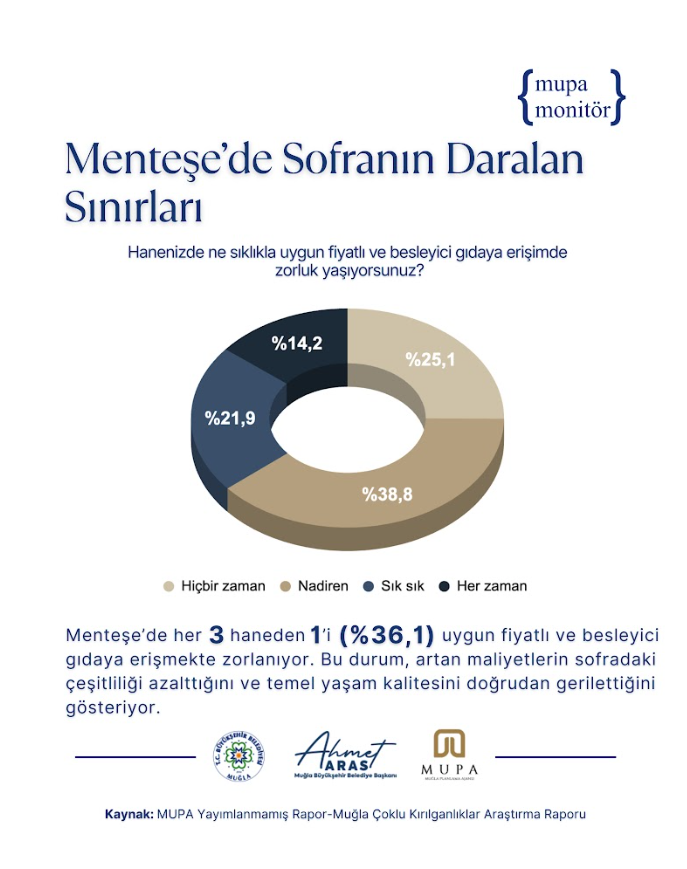 mupa
monitör
Menteşe’de Sofranın Daralan
Sınırları
Hanenizde ne sıklıkla uygun fiyatlı ve besleyici gıdaya erişimde
zorluk yaşıyorsunuz?
%14,2
%25,1
%21,9
%38,8
Hiçbir zaman Nadiren Sık sık Her zaman
Menteşe’de her 3 haneden 1’i (%36,1) uygun fiyatlı ve besleyici
gıdaya erişmekte zorlanıyor. Bu durum, artan maliyetlerin sofradaki
çeşitliliği azalttığını ve temel yaşam kalitesini doğrudan gerilettiğini
gösteriyor.
T.C. BÜYÜKŞEHİR BELEDİYESİ
MUĞLA
Ahmet
ARAS
Muğla Büyükşehir Belediye Başkanı
MUPA
Kaynak: MUPA Yayımlanmamış Rapor-Muğla Çoklu Kırılganlıklar Araştırma Raporu